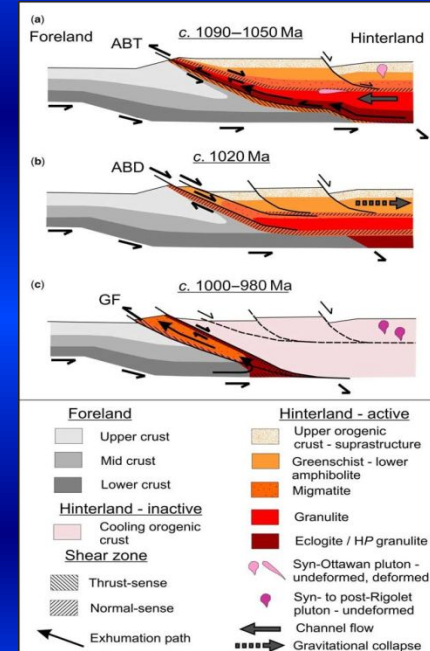 (a)
c. 1090–1050 Ma
Foreland
ABT
Hinterland
(b)
c. 1020 Ma
ABD
(c)
c. 1000–980 Ma
GF
Foreland
Upper crust
Mid crust
Lower crust
Hinterland - inactive
Cooling orogenic
crust
Shear zone
Thrust-sense
Normal-sense
Exhumation path
Hinterland - active
Upper orogenic
crust - suprastructure
Greenschist - lower
amphibolite
Migmatite
Granulite
Eclogite / HP granulite
Syn-Ottawan pluton -
undeformed, deformed
Syn- to post-Rigolet
pluton - undeformed
Channel flow
Gravitational collapse